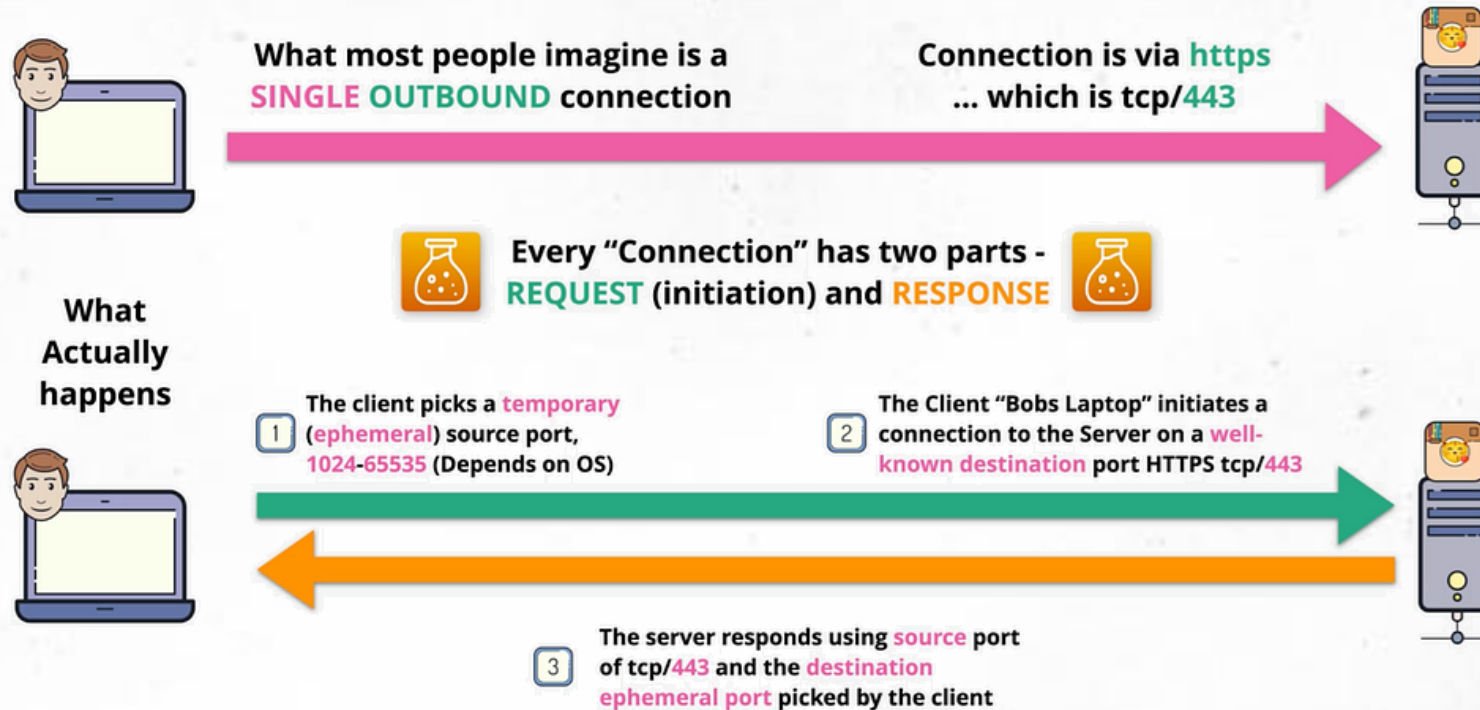 What most people imagine is a
SINGLE OUTBOUND connection
Connection is via https
... which is tcp/443
Every “Connection” has two parts -
REQUEST (initiation) and RESPONSE
What
Actually
happens
1
The client picks a temporary
(ephemeral) source port,
1024-65535 (Depends on OS)
2
The Client “Bobs Laptop” initiates a
connection to the Server on a well-
known destination port HTTPS tcp/443
3
The server responds using source port
of tcp/443 and the destination
ephemeral port picked by the client